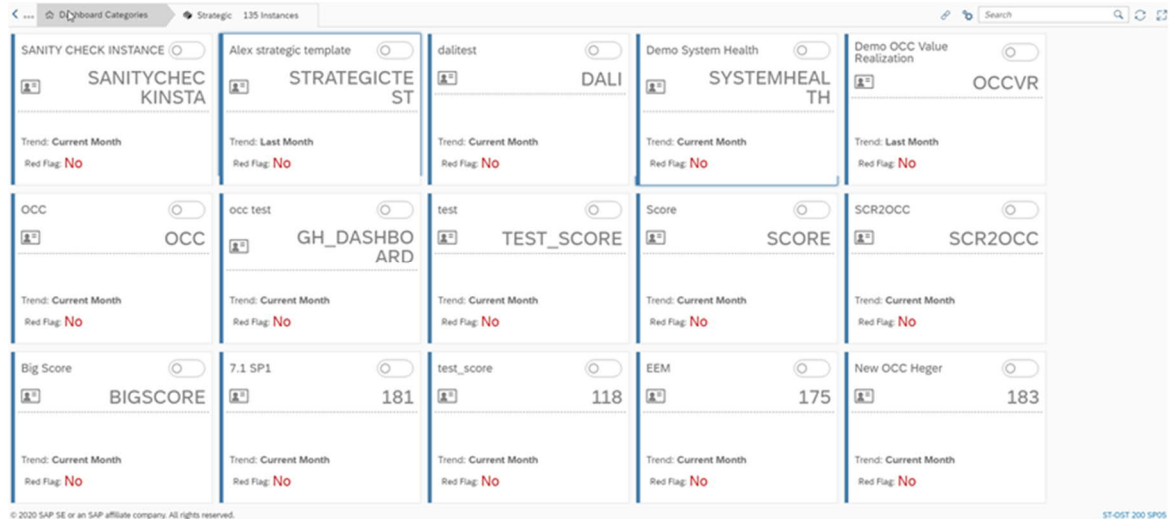 ... Dashboard Categories Strategic 135 Instances Search
SANITY CHECK INSTANCE
SANITYCHEC
KINSTA
Trend: Current Month
Red Flag: No
Alex strategic template
STRATEGICTE
ST
Trend: Last Month
Red Flag: No
dalitest
DALI
Trend: Current Month
Red Flag: No
Demo System Health
SYSTEMHEAL
TH
Trend: Current Month
Red Flag: No
Demo OCC Value
Realization
OCCVR
Trend: Last Month
Red Flag: No
OCC
OCC
Trend: Current Month
Red Flag: No
occ test
GH_DASHBO
ARD
Trend: Current Month
Red Flag: No
test
TEST_SCORE
Trend: Current Month
Red Flag: No
Score
SCORE
Trend: Current Month
Red Flag: No
SCR2OCC
SCR2OCC
Trend: Current Month
Red Flag: No
Big Score
BIGSCORE
Trend: Current Month
Red Flag: No
7.1 SP1
181
Trend: Current Month
Red Flag: No
test_score
118
Trend: Current Month
Red Flag: No
EEM
175
Trend: Current Month
Red Flag: No
New OCC Heger
183
Trend: Current Month
Red Flag: No
© 2020 SAP SE or an SAP affiliate company. All rights reserved.
ST-OST 200 SP05